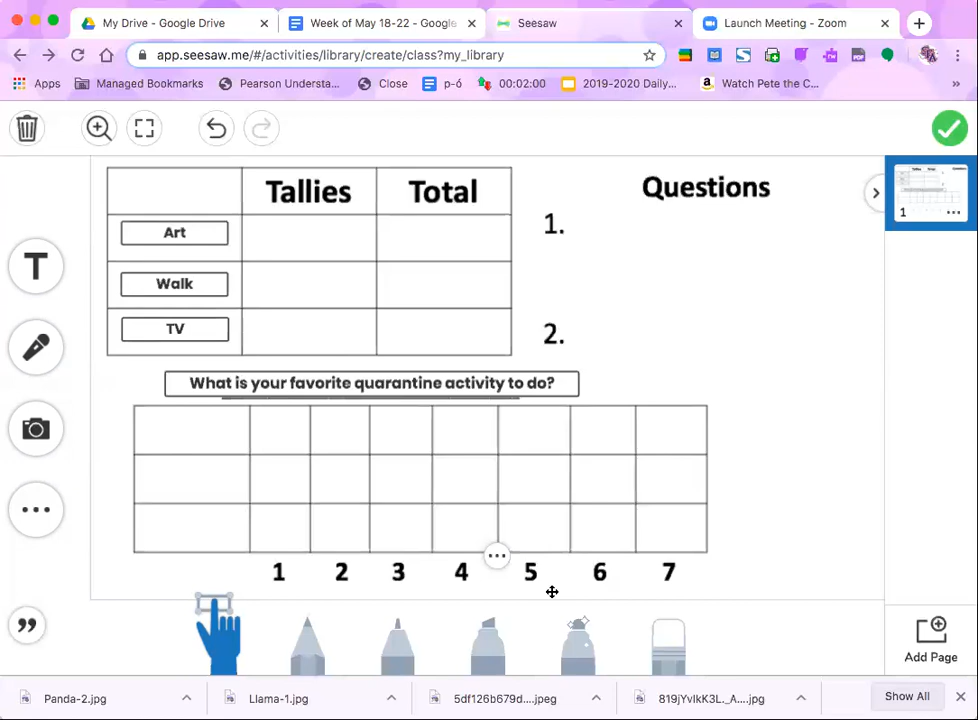 My Drive - Google Drive
Week of May 18-22 - Google
Seesaw
Launch Meeting - Zoom
app.seesaw.me/#/activities/library/create/class?my_library
Apps
Managed Bookmarks
Pearson Understa...
Close
p-6
00:02:00
2019-2020 Daily...
Watch Pete the C...
Tallies Total
Questions
1.
Art
Walk
TV
2.
What is your favorite quarantine activity to do?
1 2 3 4 5 6 7
T
1
Add Page
Panda-2.jpg
Llama-1.jpg
5df126b679d....jpeg
819jYvIkK3L._A....jpg
Show All